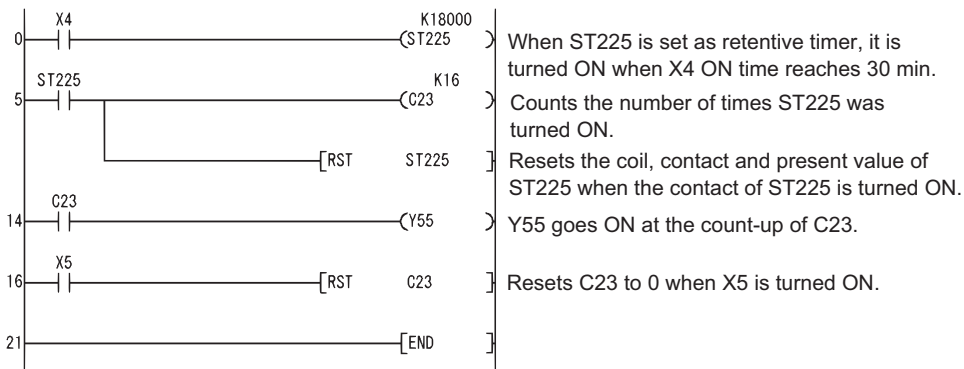 X4 K18000
0 ST225 When ST225 is set as retentive timer, it is
turned ON when X4 ON time reaches 30 min.
ST225 K16
5 C23 Counts the number of times ST225 was
turned ON.
RST ST225 Resets the coil, contact and present value of
ST225 when the contact of ST225 is turned ON.
C23
14 Y55 Y55 goes ON at the count-up of C23.
X5
16 RST C23 Resets C23 to 0 when X5 is turned ON.
21 END